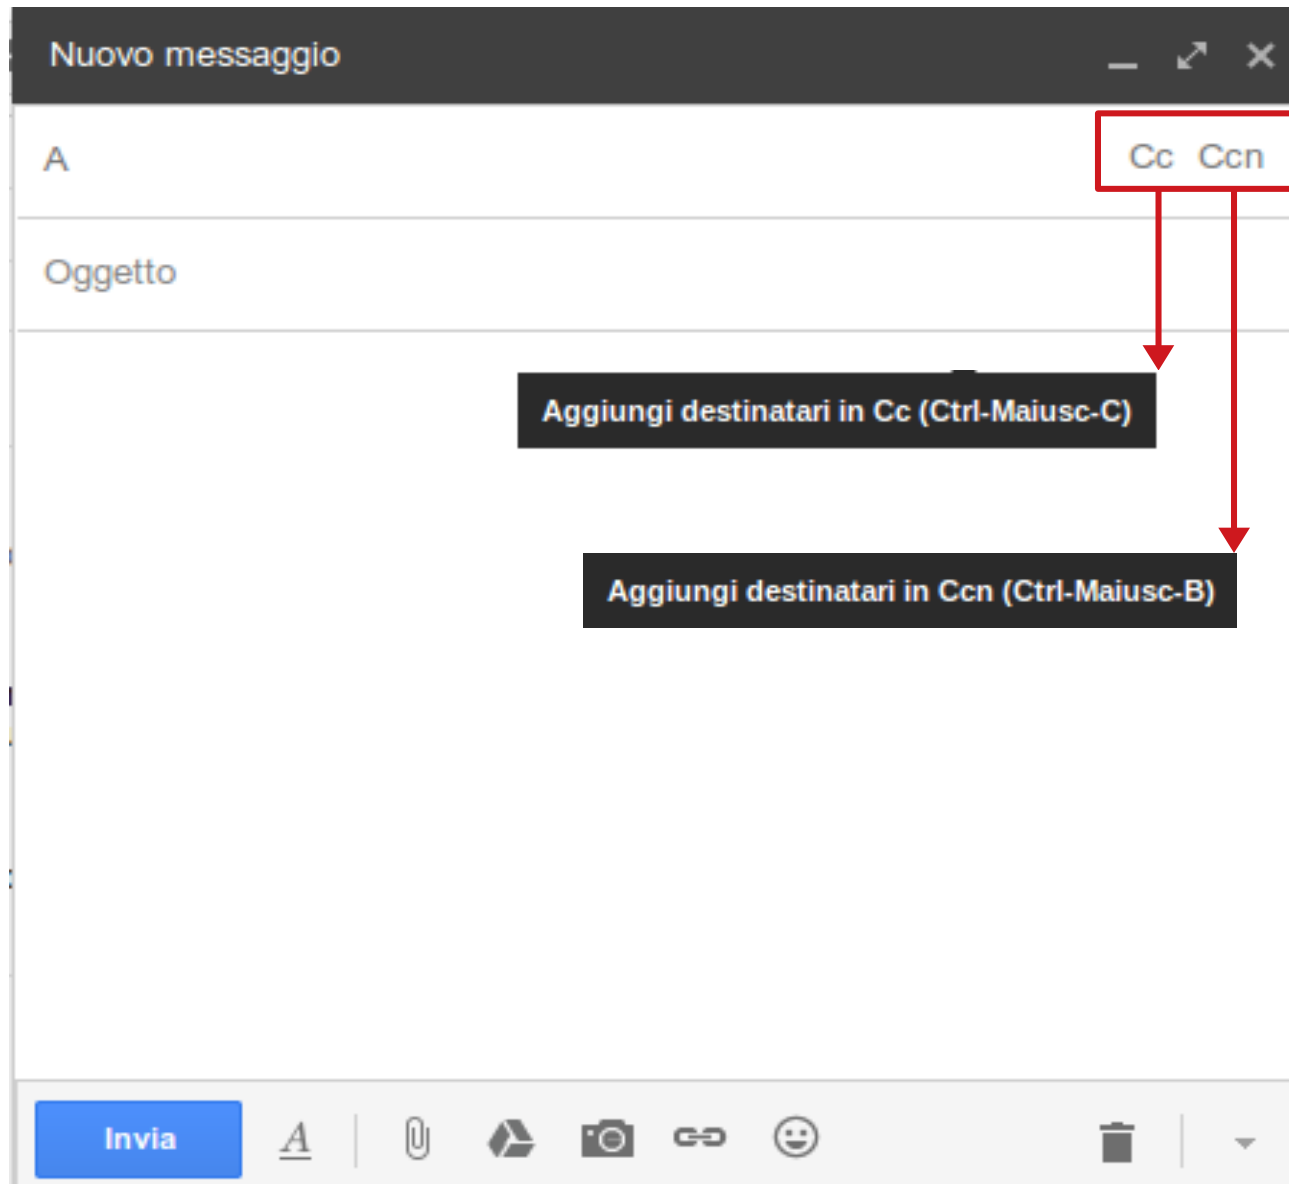 Nuovo messaggio
A
Cc Ccn
Oggetto
Aggiungi destinatari in Cc (Ctrl-Maiusc-C)
Aggiungi destinatari in Ccn (Ctrl-Maiusc-B)
Invia
A